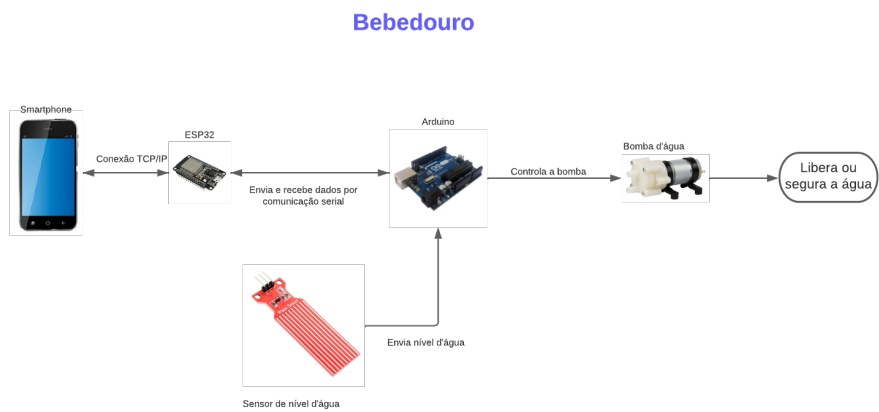 Bebedouro
Smartphone
Conexão TCP/IP
ESP32
Envia e recebe dados por
comunicação serial
Arduino
Controla a bomba
Bomba d'água
Libera ou
segura a água
Envia nível d'água
Sensor de nível d'água